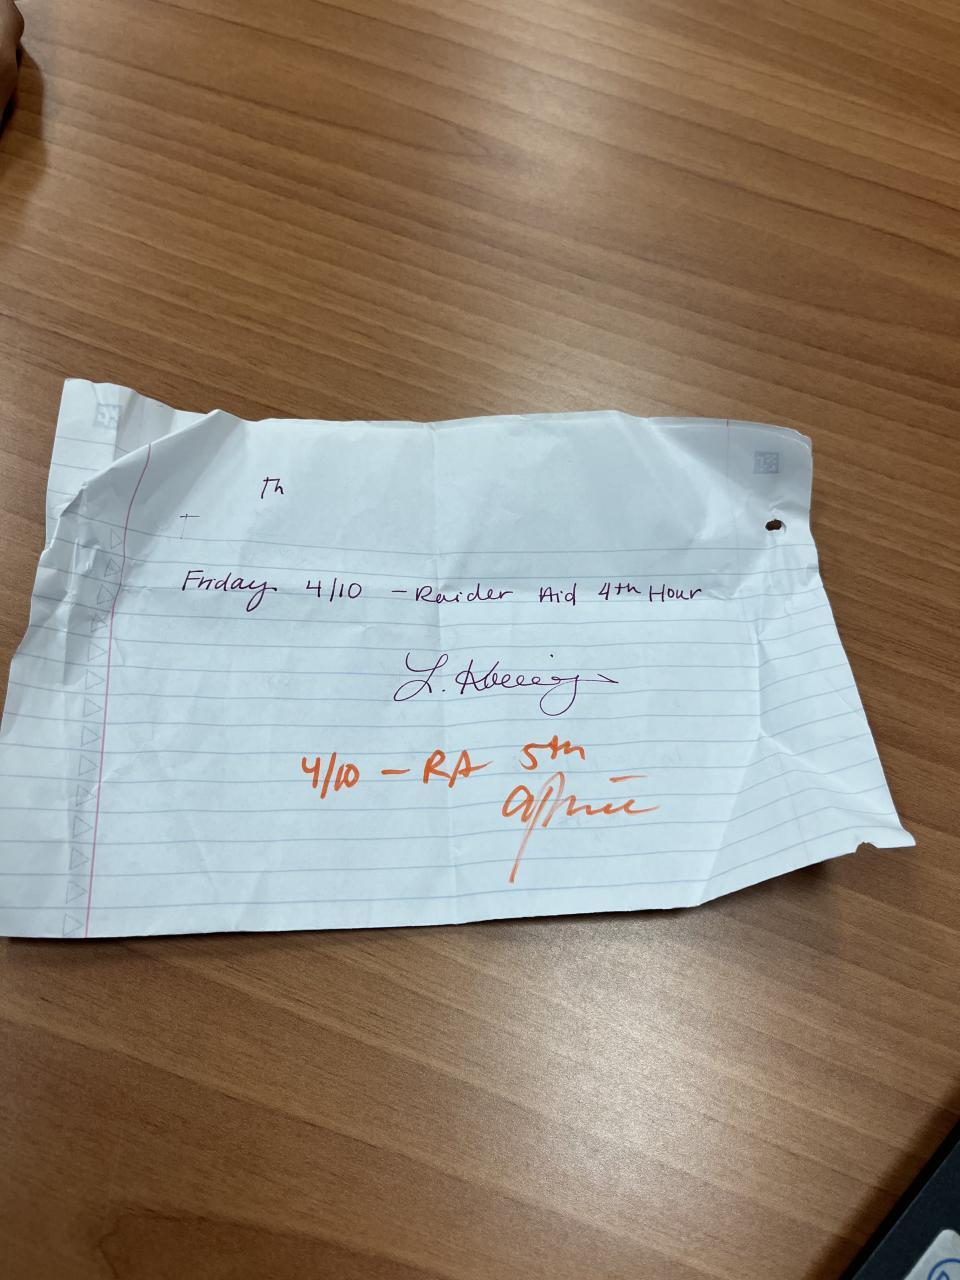 Th
T
Friday 4/10 - Raider Aid 4th Hour
L.
4/10 - RA 5th